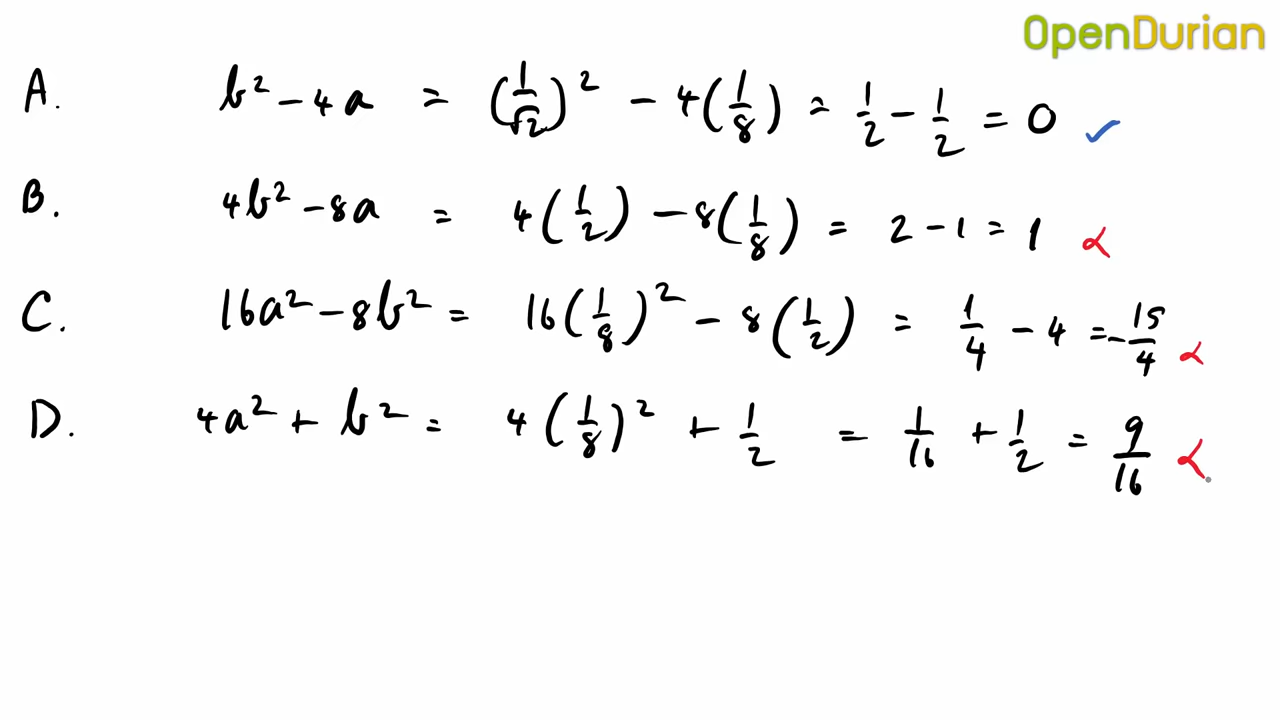 OpenDurian
A. b² - 4a = (1/√2)² - 4(1/8) = 1/2 - 1/2 = 0 ✓
B. 4b² - 8a = 4(1/2) - 8(1/8) = 2 - 1 = 1 ✗
C. 16a² - 8b² = 16(1/8)² - 8(1/2) = 1/4 - 4 = -15/4 ✗
D. 4a² + b² = 4(1/8)² + 1/2 = 1/16 + 1/2 = 9/16 ✗